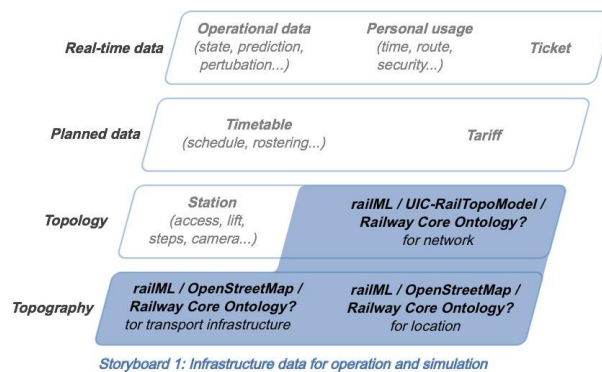 Real-time data
Operational data
(state, prediction,
pertubation...)
Personal usage
(time, route,
security...)
Ticket
Planned data
Timetable
(schedule, rostering...)
Tariff
Topology
Station
(access, lift,
steps, camera...)
railML / UIC-RailTopoModel /
Railway Core Ontology?
for network
Topography
railML / OpenStreetMap /
Railway Core Ontology?
tor transport infrastructure
railML / OpenStreetMap /
Railway Core Ontology?
for location
Storyboard 1: Infrastructure data for operation and simulation